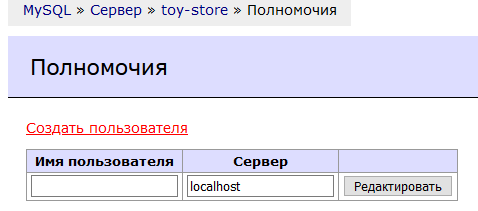 MySQL » Сервер » toy-store » Полномочия
Полномочия
Создать пользователя
Имя пользователя Сервер
localhost Редактировать